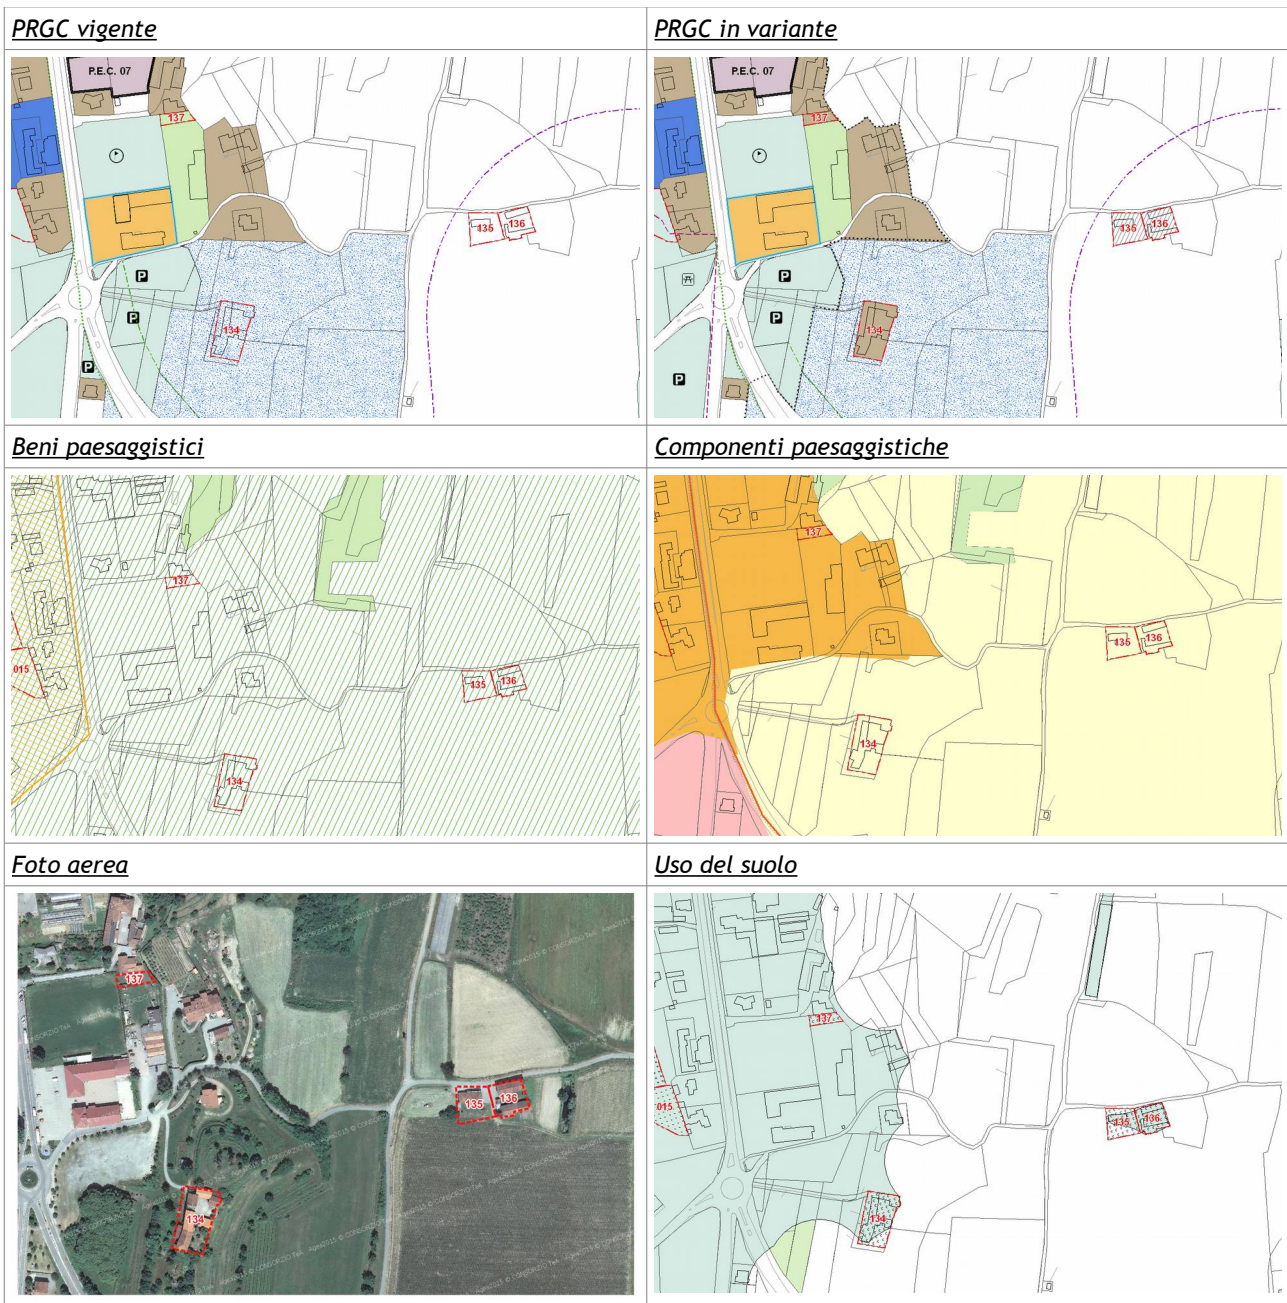 PRGC vigente
PRGC in variante
P.E.C. 07
137
P
P
134
P
135
136
P.E.C. 07
137
P
P
134
P
135
136
Beni paesaggistici
Componenti paesaggistiche
137
015
135
136
134
137
135
136
134
Foto aerea
Uso del suolo
137
135
136
134
137
015
135
136
134